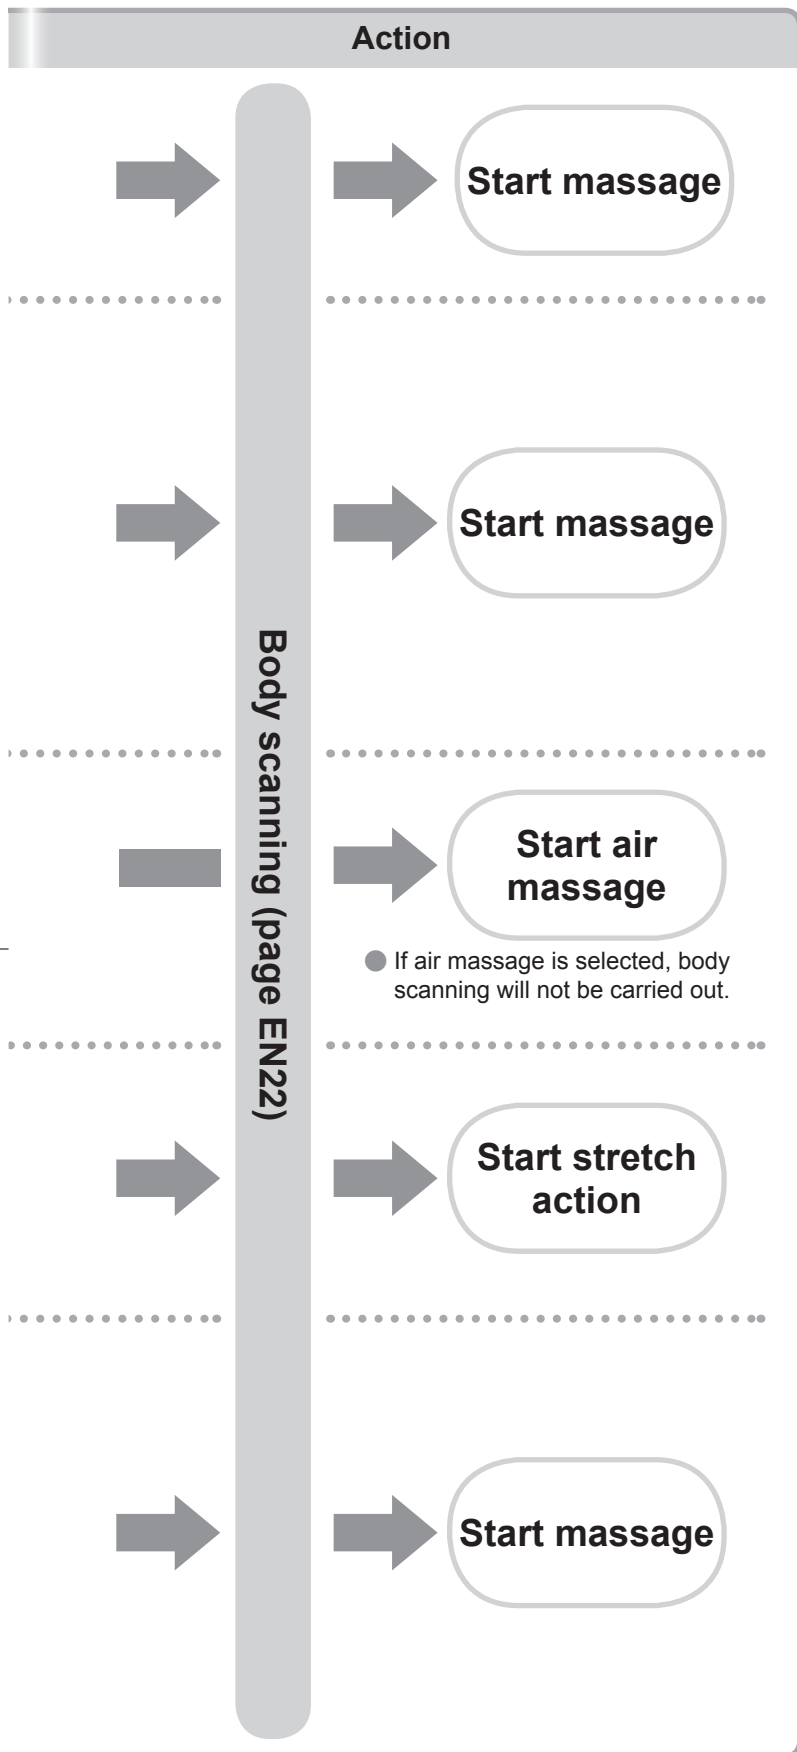 Action
Start massage
Start massage
Body scanning (page EN22)
Start air
massage
If air massage is selected, body
scanning will not be carried out.
Start stretch
action
Start massage